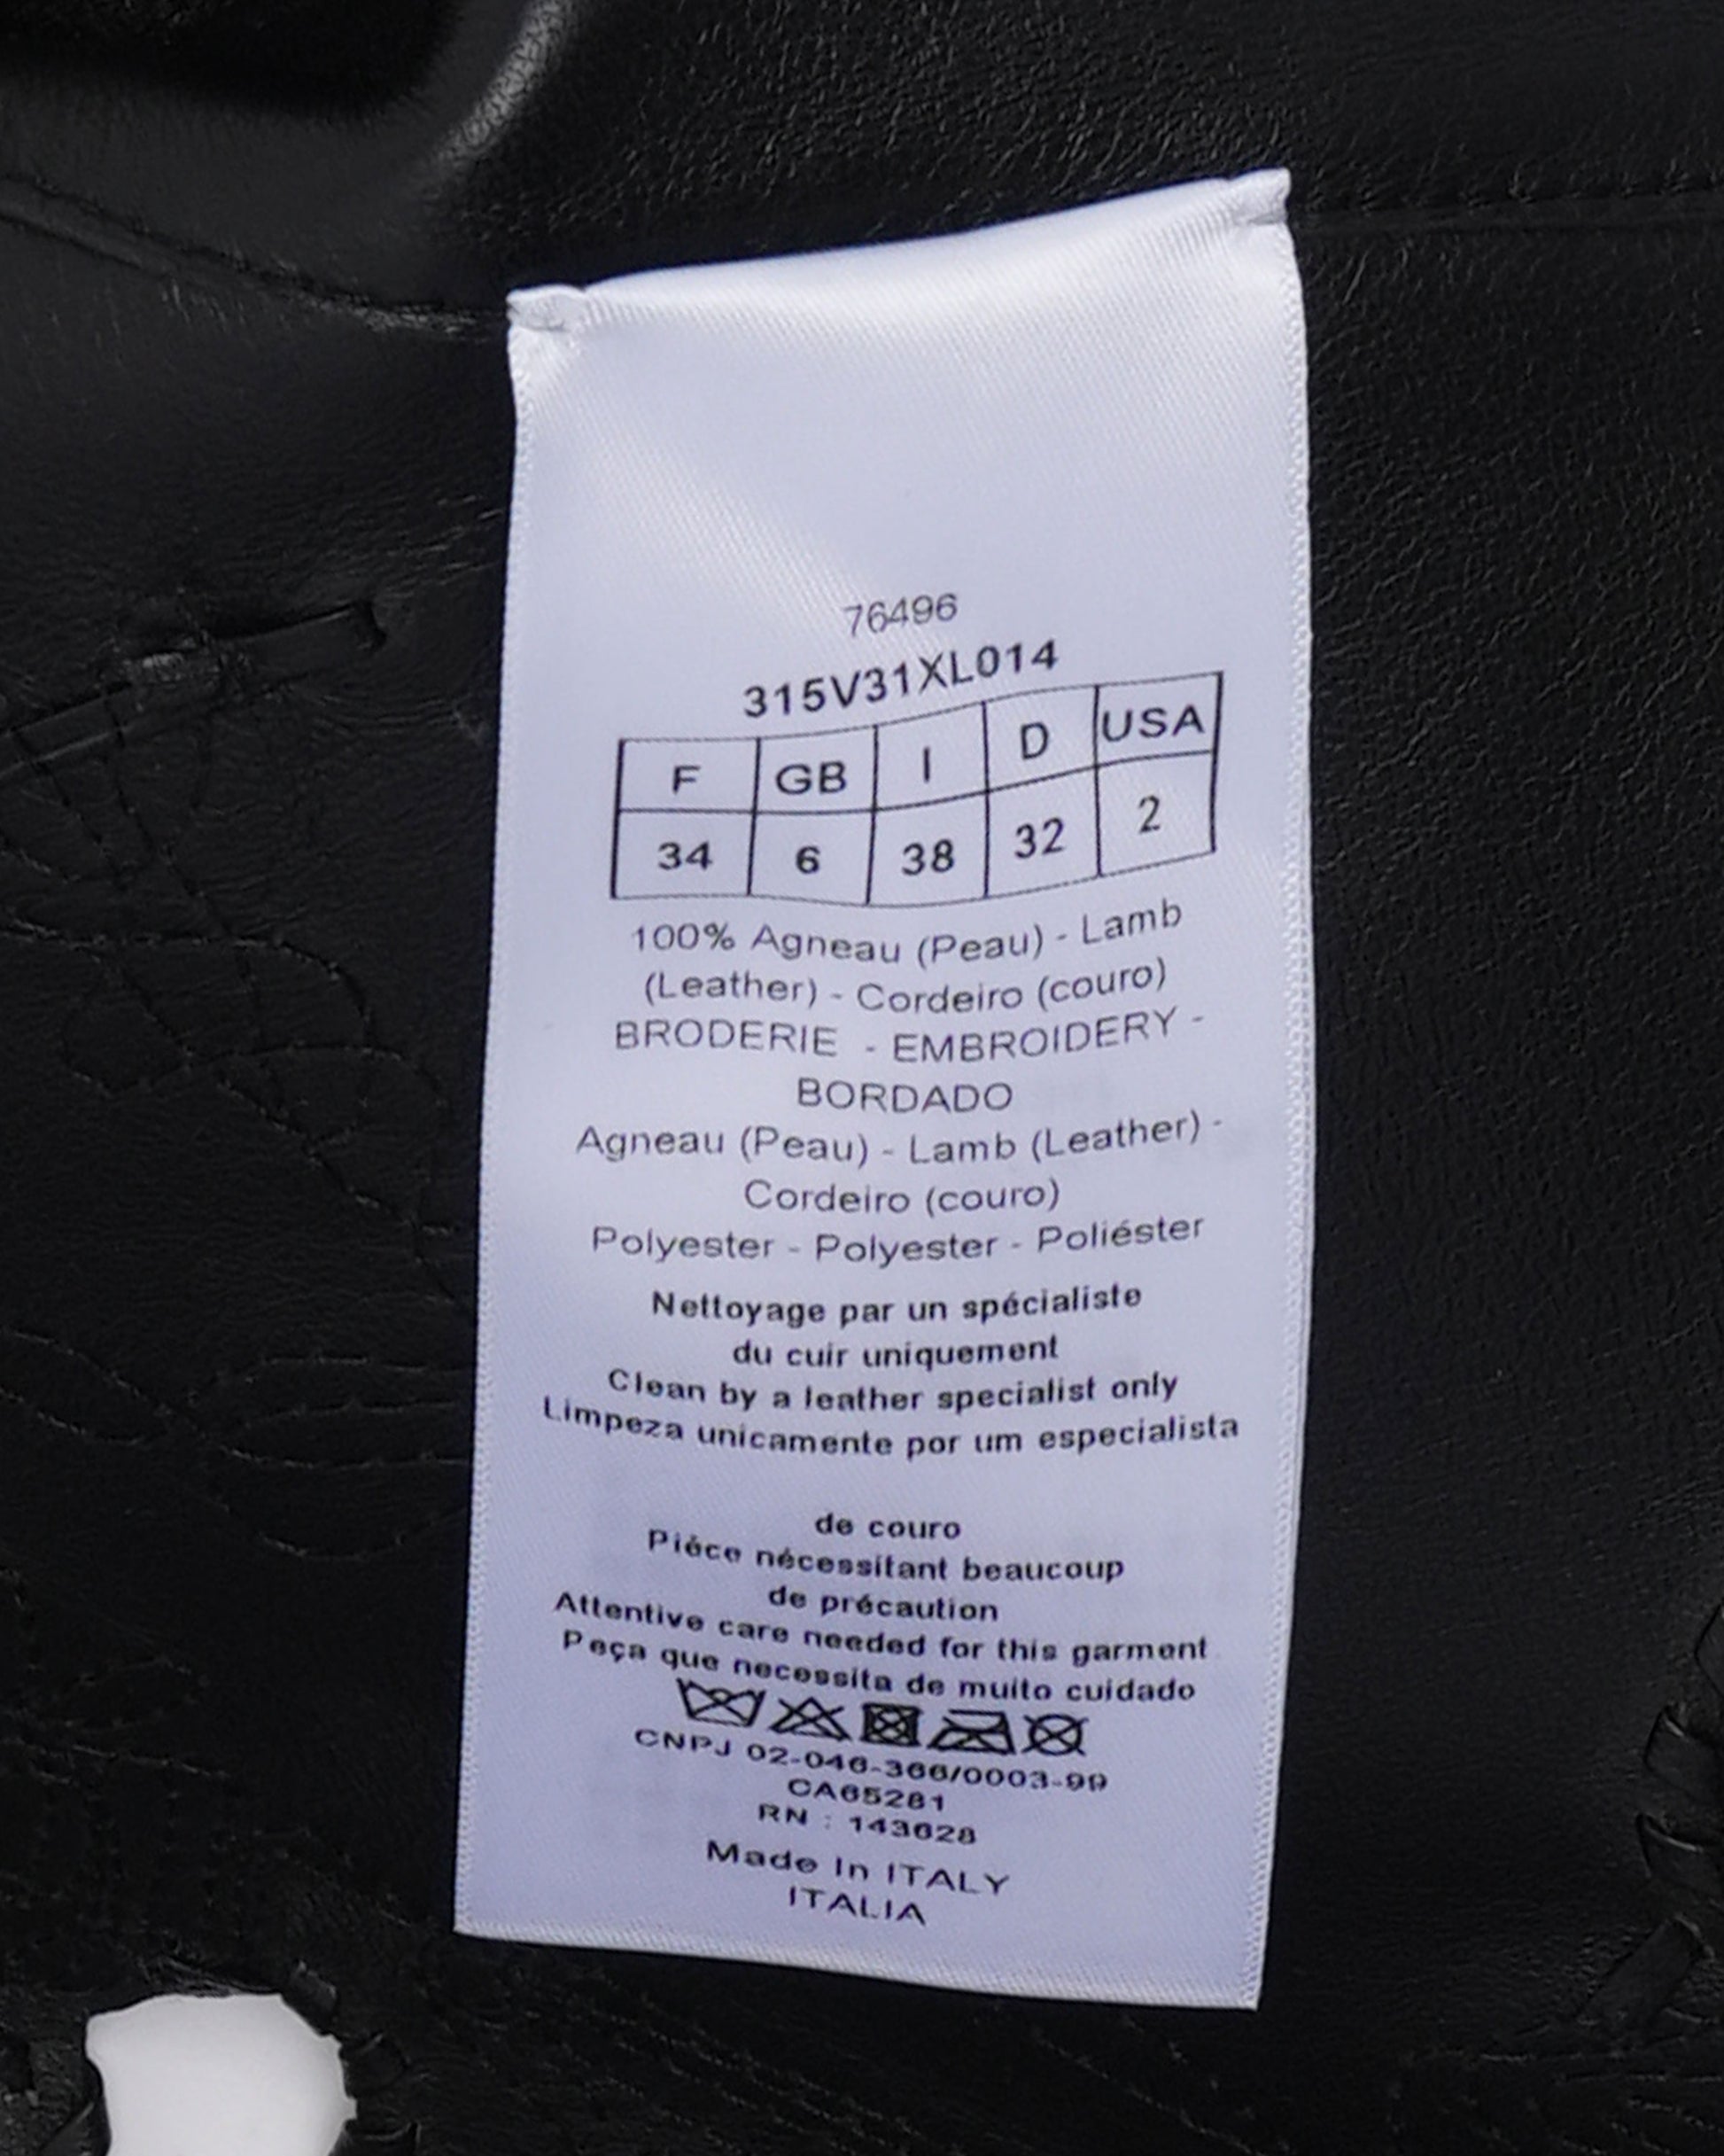 76496
315V31XL014
F GB I D USA
34 6 38 32 2
100% Agneau (Peau) - Lamb
(Leather) - Cordeiro (couro)
BRODERIE - EMBROIDERY -
BORDADO
Agneau (Peau) - Lamb (Leather) -
Cordeiro (couro)
Polyester - Polyester - Poliéster
Nettoyage par un spécialiste
du cuir uniquement
Clean by a leather specialist only
Limpeza unicamente por um especialista
de couro
Pièce nécessitant beaucoup
de précaution
Attentive care needed for this garment
Peça que necessita de muito cuidado
CNPJ 02-046-366/0003-99
CA65281
RN : 143628
Made In ITALY
ITALIA